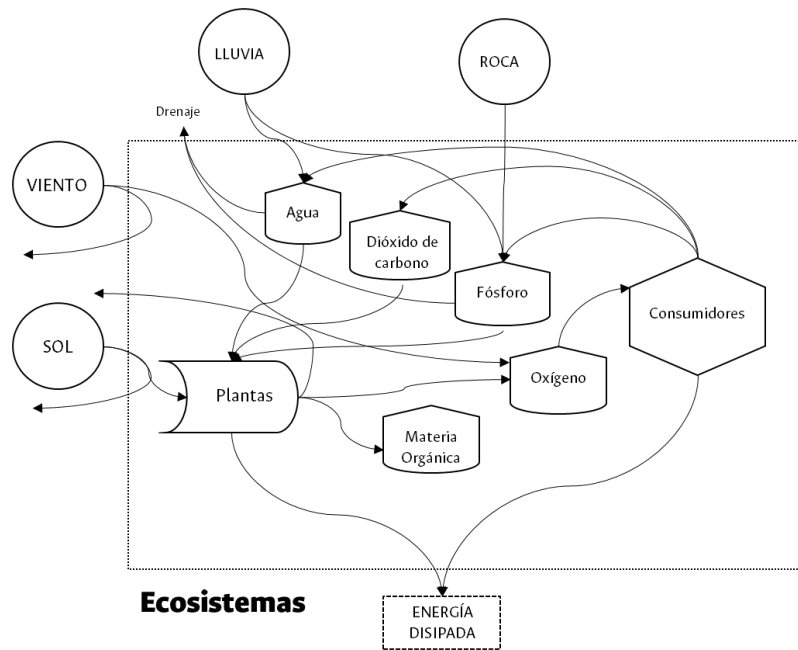 LLUVIA
ROCA
Drenaje
VIENTO
Agua
Dióxido de
carbono
Fósforo
Consumidores
SOL
Oxígeno
Plantas
Materia
Orgánica
Ecosistemas
ENERGÍA
DISIPADA